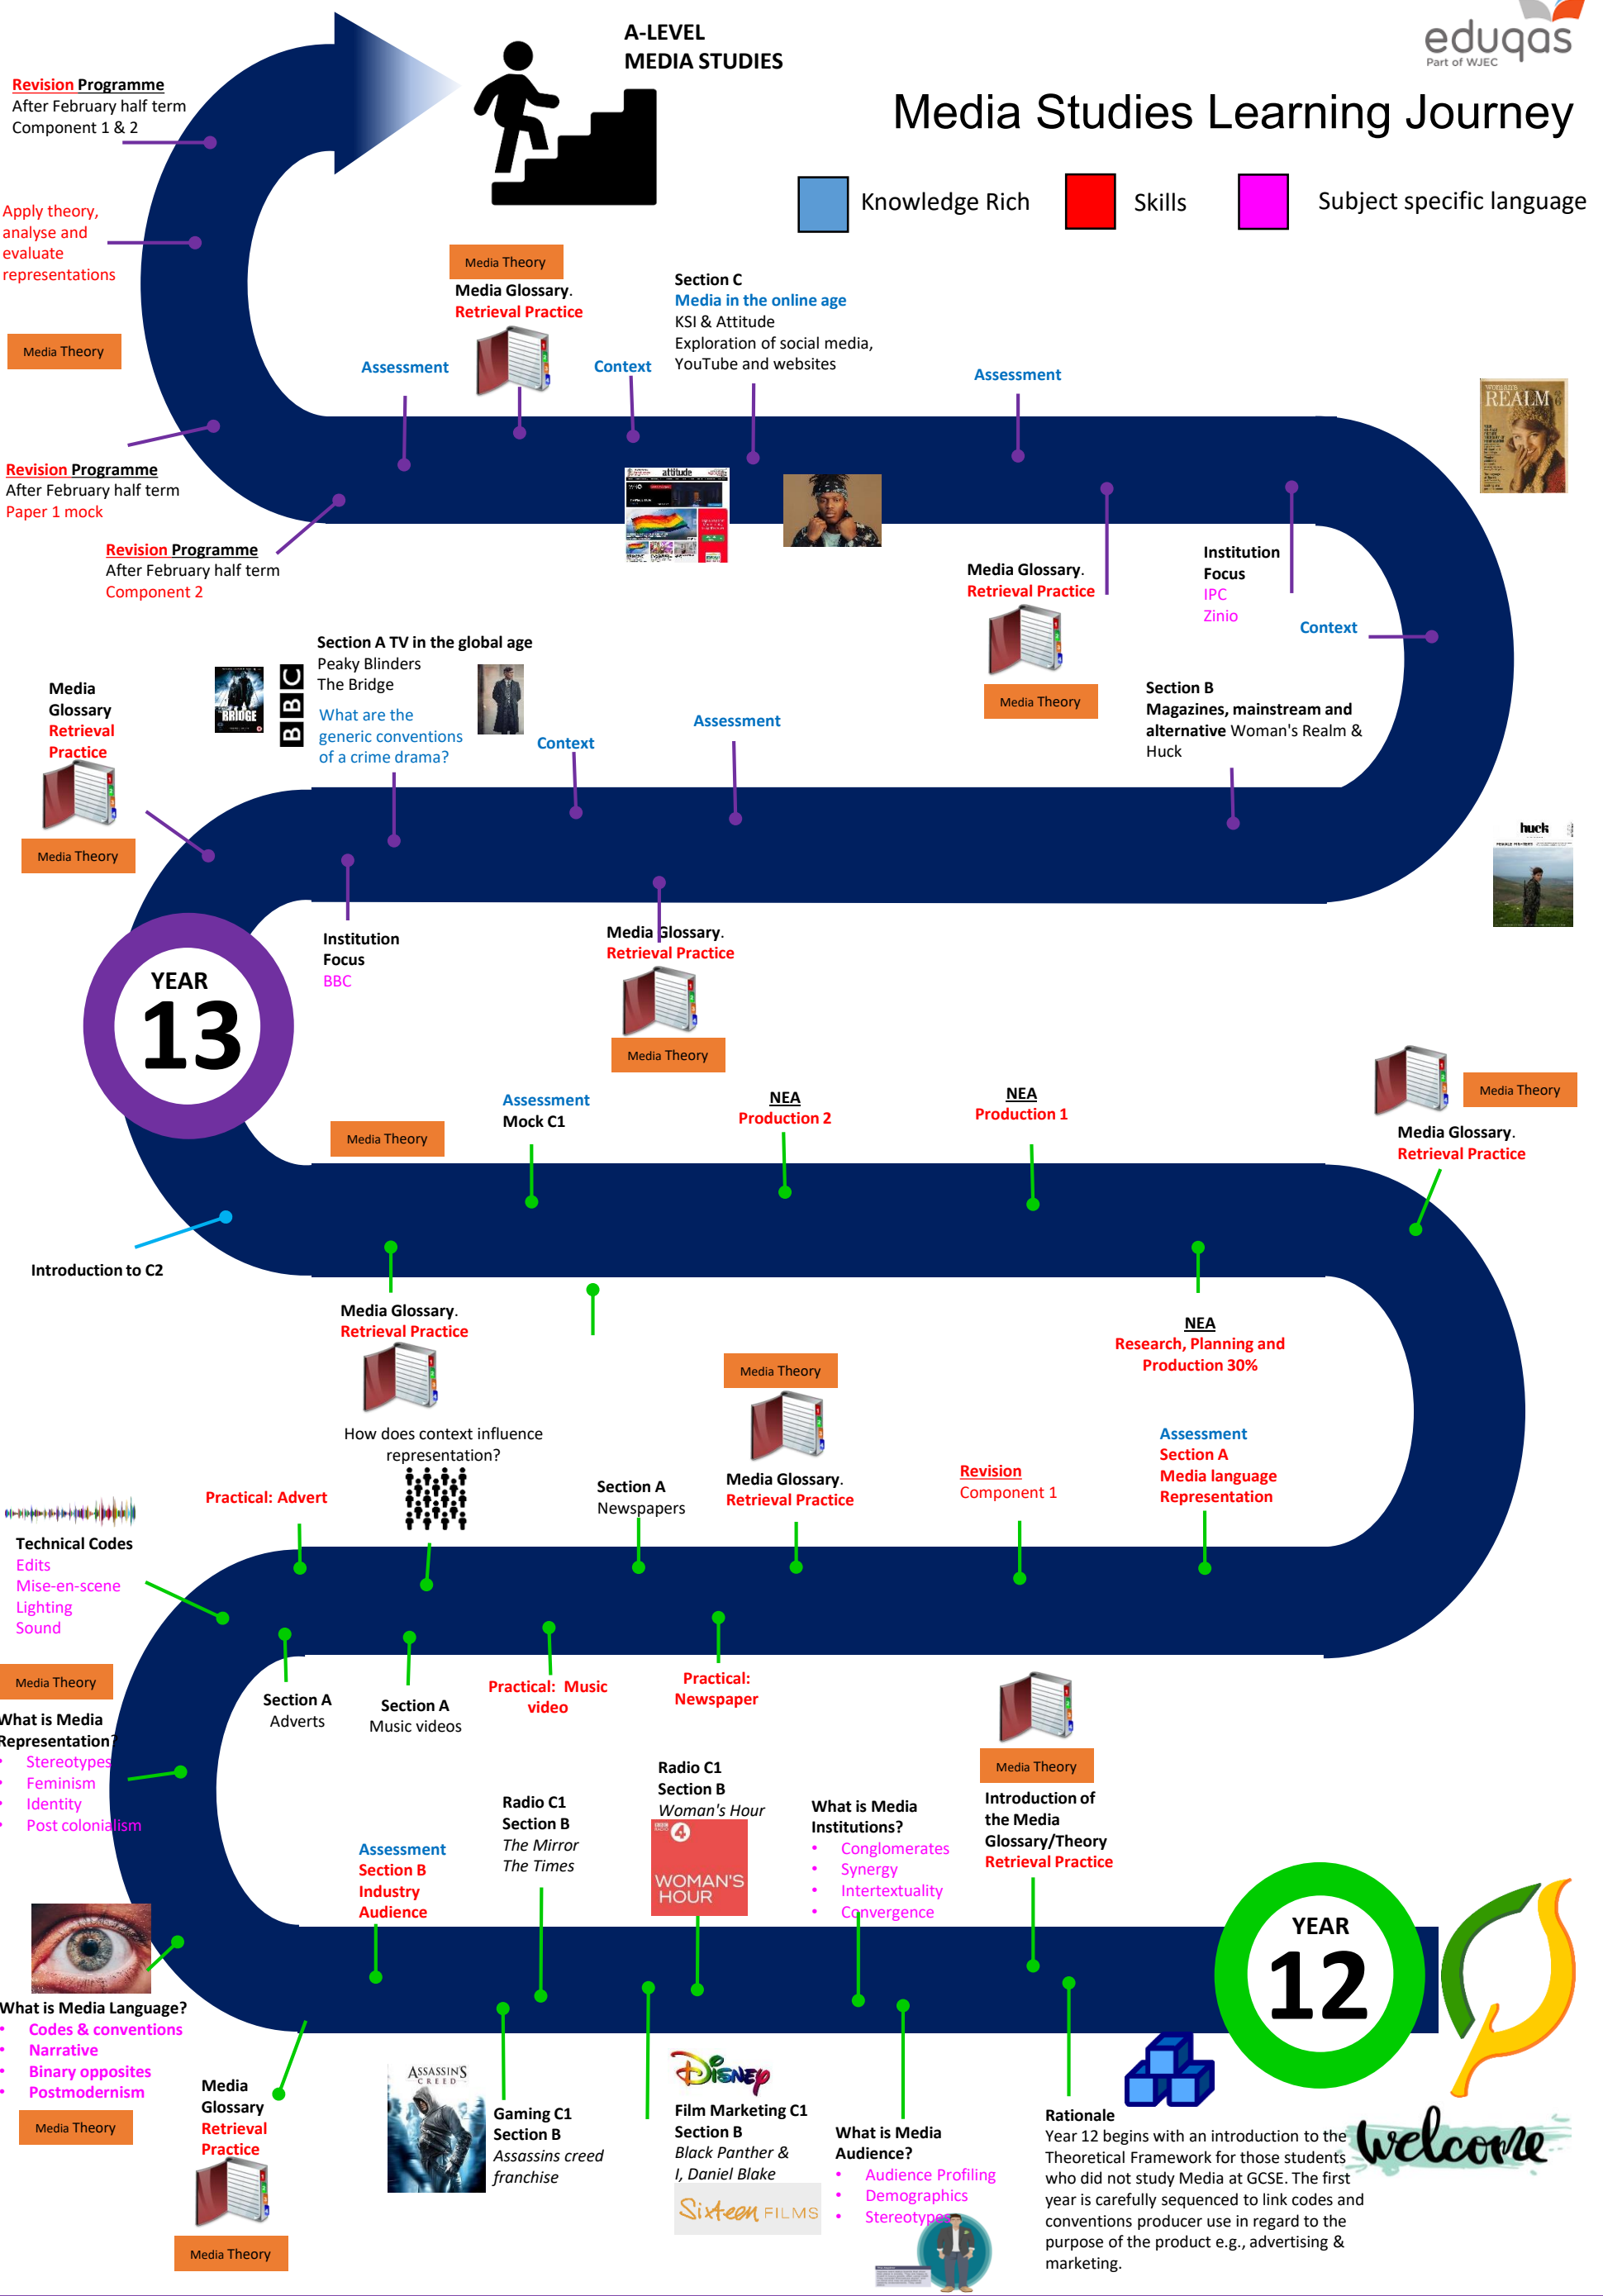 A-LEVEL
MEDIA STUDIES
eduqas
Part of WJEC
Media Studies Learning Journey
Knowledge Rich
Skills
Subject specific language
Revision Programme
After February half term
Component 1 & 2
Apply theory,
analyse and
evaluate
representations
Media Theory
Revision Programme
After February half term
Paper 1 mock
Revision Programme
After February half term
Component 2
Assessment
Media Theory
Media Glossary.
Retrieval Practice
Context
Section C
Media in the online age
KSI & Attitude
Exploration of social media,
YouTube and websites
attitude
Assessment
woman's
REALM
Media Glossary.
Retrieval Practice
Media Theory
Institution
Focus
IPC
Zinio
Context
Section B
Magazines, mainstream and
alternative Woman's Realm &
Huck
huck
Media
Glossary
Retrieval
Practice
Media Theory
BRIDGE
BBC
Section A TV in the global age
Peaky Blinders
The Bridge
What are the
generic conventions
of a crime drama?
Context
Assessment
Institution
Focus
BBC
Media Glossary.
Retrieval Practice
Media Theory
YEAR
13
Introduction to C2
Media Theory
Assessment
Mock C1
NEA
Production 2
NEA
Production 1
Media Theory
Media Glossary.
Retrieval Practice
Media Glossary.
Retrieval Practice
NEA
Research, Planning and
Production 30%
How does context influence
representation?
Practical: Advert
Section A
Newspapers
Media Theory
Media Glossary.
Retrieval Practice
Revision
Component 1
Assessment
Section A
Media language
Representation
Technical Codes
Edits
Mise-en-scene
Lighting
Sound
Media Theory
Section A
Adverts
Section A
Music videos
Practical: Music
video
Practical:
Newspaper
What is Media
Representation?
• Stereotypes
• Feminism
• Identity
• Post colonialism
Assessment
Section B
Industry
Audience
Radio C1
Section B
The Mirror
The Times
Radio C1
Section B
Woman's Hour
BBC
RADIO
4
WOMAN'S
HOUR
What is Media
Institutions?
• Conglomerates
• Synergy
• Intertextuality
• Convergence
Media Theory
Introduction of
the Media
Glossary/Theory
Retrieval Practice
YEAR
12
What is Media Language?
• Codes & conventions
• Narrative
• Binary opposites
• Postmodernism
Media Theory
Media
Glossary
Retrieval
Practice
Media Theory
ASSASSIN'S
CREED
Gaming C1
Section B
Assassins creed
franchise
DISNEY
Film Marketing C1
Section B
Black Panther &
I, Daniel Blake
Sixteen FILMS
What is Media
Audience?
• Audience Profiling
• Demographics
• Stereotypes
Rationale
Year 12 begins with an introduction to the
Theoretical Framework for those students
who did not study Media at GCSE. The first
year is carefully sequenced to link codes and
conventions producer use in regard to the
purpose of the product e.g., advertising &
marketing.
welcome